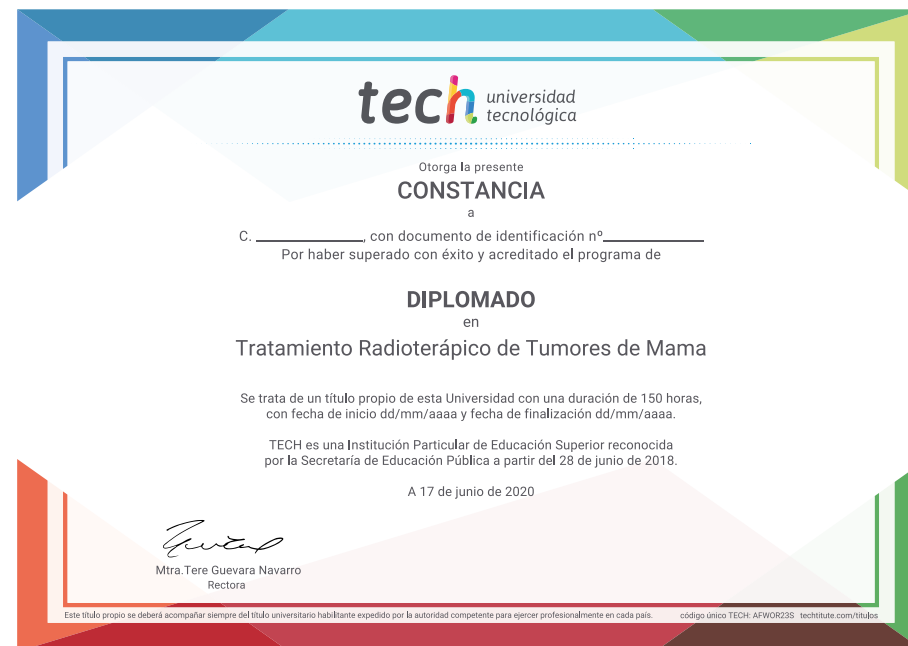 tech universidad
tecnológica
Otorga la presente
CONSTANCIA
a
C. ____________, con documento de identificación nº____________
Por haber superado con éxito y acreditado el programa de
DIPLOMADO
en
Tratamiento Radioterápico de Tumores de Mama
Se trata de un título propio de esta Universidad con una duración de 150 horas,
con fecha de inicio dd/mm/aaaa y fecha de finalización dd/mm/aaaa.
TECH es una Institución Particular de Educación Superior reconocida
por la Secretaría de Educación Pública a partir del 28 de junio de 2018.
A 17 de junio de 2020
Mtra.Tere Guevara Navarro
Rectora
Este título propio se deberá acompañar siempre del título universitario habilitante expedido por la autoridad competente para ejercer profesionalmente en cada país. código único TECH: AFWOR23S techtitute.com/titulos